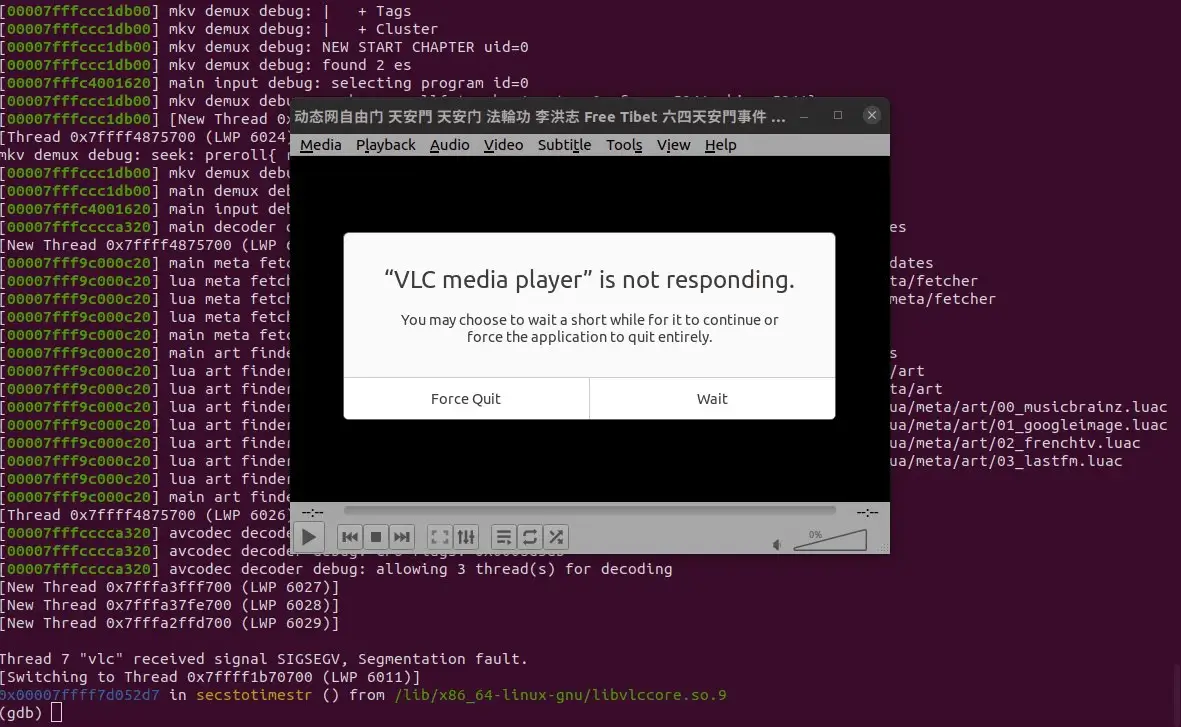 [00007fffccc1db00] mkv demux debug: |   + Tags
[00007fffccc1db00] mkv demux debug: |   + Cluster
[00007fffccc1db00] mkv demux debug: NEW START CHAPTER uid=0
[00007fffccc1db00] mkv demux debug: found 2 es
[00007fffc4001620] main input debug: selecting program id=0
[00007fffccc1db00] mkv demux debu
[00007fffccc1db00] [New Thread 0x
[Thread 0x7ffff4875700 (LWP 6024)
mkv demux debug: seek: preroll{
[00007fffccc1db00] mkv demux deb
[00007fffccc1db00] main demux deb
[00007fffc4001620] main input deb
[00007fffcccca320] main decoder es
[New Thread 0x7ffff4875700 (LWP 6
[00007fff9c000c20] main meta fetc dates
[00007fff9c000c20] lua meta fetch ta/fetcher
[00007fff9c000c20] lua meta fetch meta/fetcher
[00007fff9c000c20] lua meta fetch
[00007fff9c000c20] main meta fetc
[00007fff9c000c20] main art finde s
[00007fff9c000c20] lua art finder /art
[00007fff9c000c20] lua art finder ta/art
[00007fff9c000c20] lua art finder ua/meta/art/00_musicbrainz.luac
[00007fff9c000c20] lua art finder ua/meta/art/01_googleimage.luac
[00007fff9c000c20] lua art finder ua/meta/art/02_frenchtv.luac
[00007fff9c000c20] lua art finder ua/meta/art/03_lastfm.luac
[00007fff9c000c20] lua art finder
[00007fff9c000c20] main art finde
[Thread 0x7ffff4875700 (LWP 6026)
[00007fffcccca320] avcodec decod
[00007fffcccca320] avcodec decode
[00007fffcccca320] avcodec decoder debug: allowing 3 thread(s) for decoding
[New Thread 0x7fffa3fff700 (LWP 6027)]
[New Thread 0x7fffa37fe700 (LWP 6028)]
[New Thread 0x7fffa2ffd700 (LWP 6029)]
Thread 7 "vlc" received signal SIGSEGV, Segmentation fault.
[Switching to Thread 0x7ffff1b70700 (LWP 6011)]
0x00007ffff7d052d7 in secstotimestr () from /lib/x86_64-linux-gnu/libvlccore.so.9
(gdb)
动态网自由门 天安門 天安门 法輪功 李洪志 Free Tibet 六四天安門事件 ...
Media Playback Audio Video Subtitle Tools View Help
“VLC media player” is not responding.
You may choose to wait a short while for it to continue or
force the application to quit entirely.
Force Quit Wait
--:-- --:--
0%